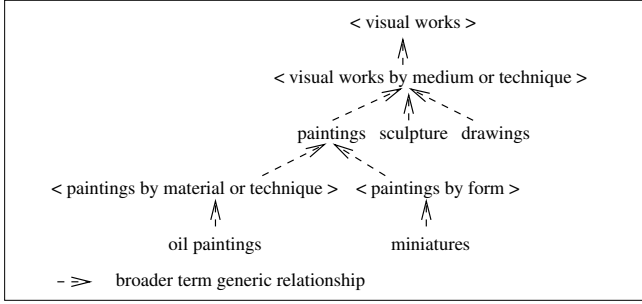 < visual works >
< visual works by medium or technique >
paintings sculpture drawings
< paintings by material or technique > < paintings by form >
oil paintings miniatures
broader term generic relationship